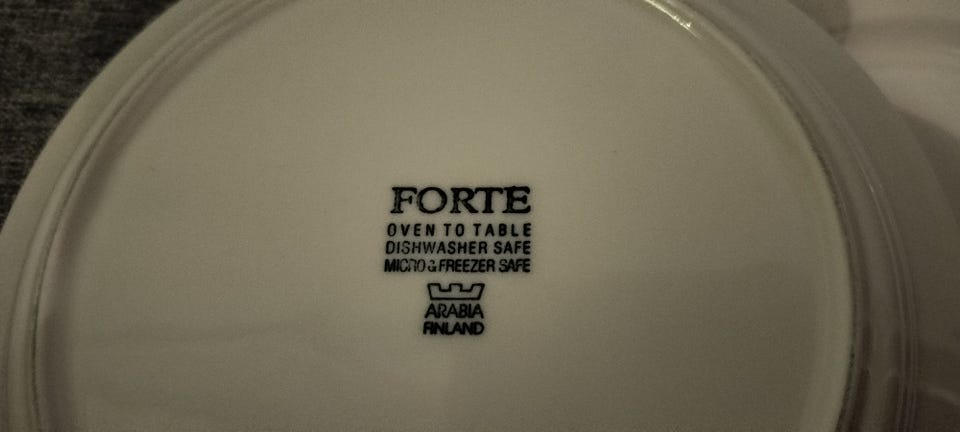 FORTE
OVEN TO TABLE
DISHWASHER SAFE
MICRO & FREEZER SAFE
ARABIA
FINLAND